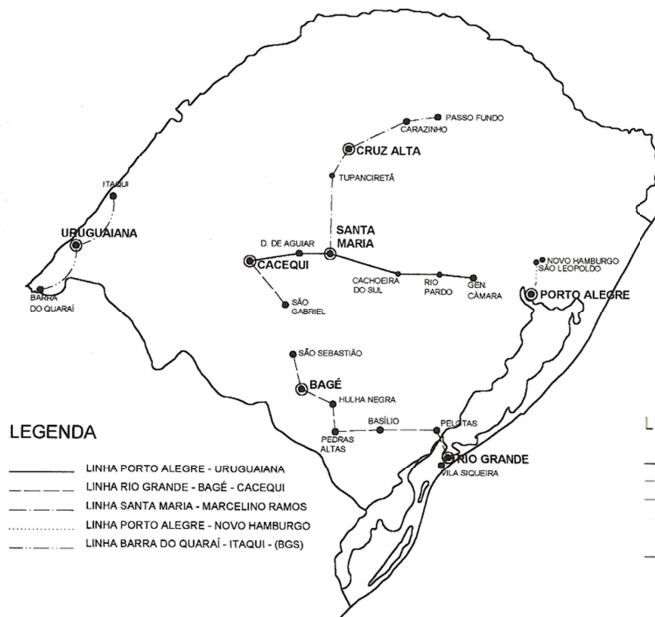 PASSO FUNDO
CARAZINHO
CRUZ ALTA
TUPANCIRETÃ
ITAQUI
URUGUAIANA
SANTA
MARIA
D. DE AGUIAR
CACEQUI
NOVO HAMBURGO
SÃO LEOPOLDO
CACHOEIRA
DO SUL
RIO
PARDO
GEN.
CÂMARA
PORTO ALEGRE
BARRA
DO QUARAÍ
SÃO
GABRIEL
SÃO SEBASTIÃO
BAGÉ
HULHA NEGRA
BASÍLIO
PELOTAS
PEDRAS
ALTAS
RIO GRANDE
VILA SIQUEIRA
LEGENDA
LINHA PORTO ALEGRE - URUGUAIANA
LINHA RIO GRANDE - BAGÉ - CACEQUI
LINHA SANTA MARIA - MARCELINO RAMOS
LINHA PORTO ALEGRE - NOVO HAMBURGO
LINHA BARRA DO QUARAÍ - ITAQUI - (BGS)
L